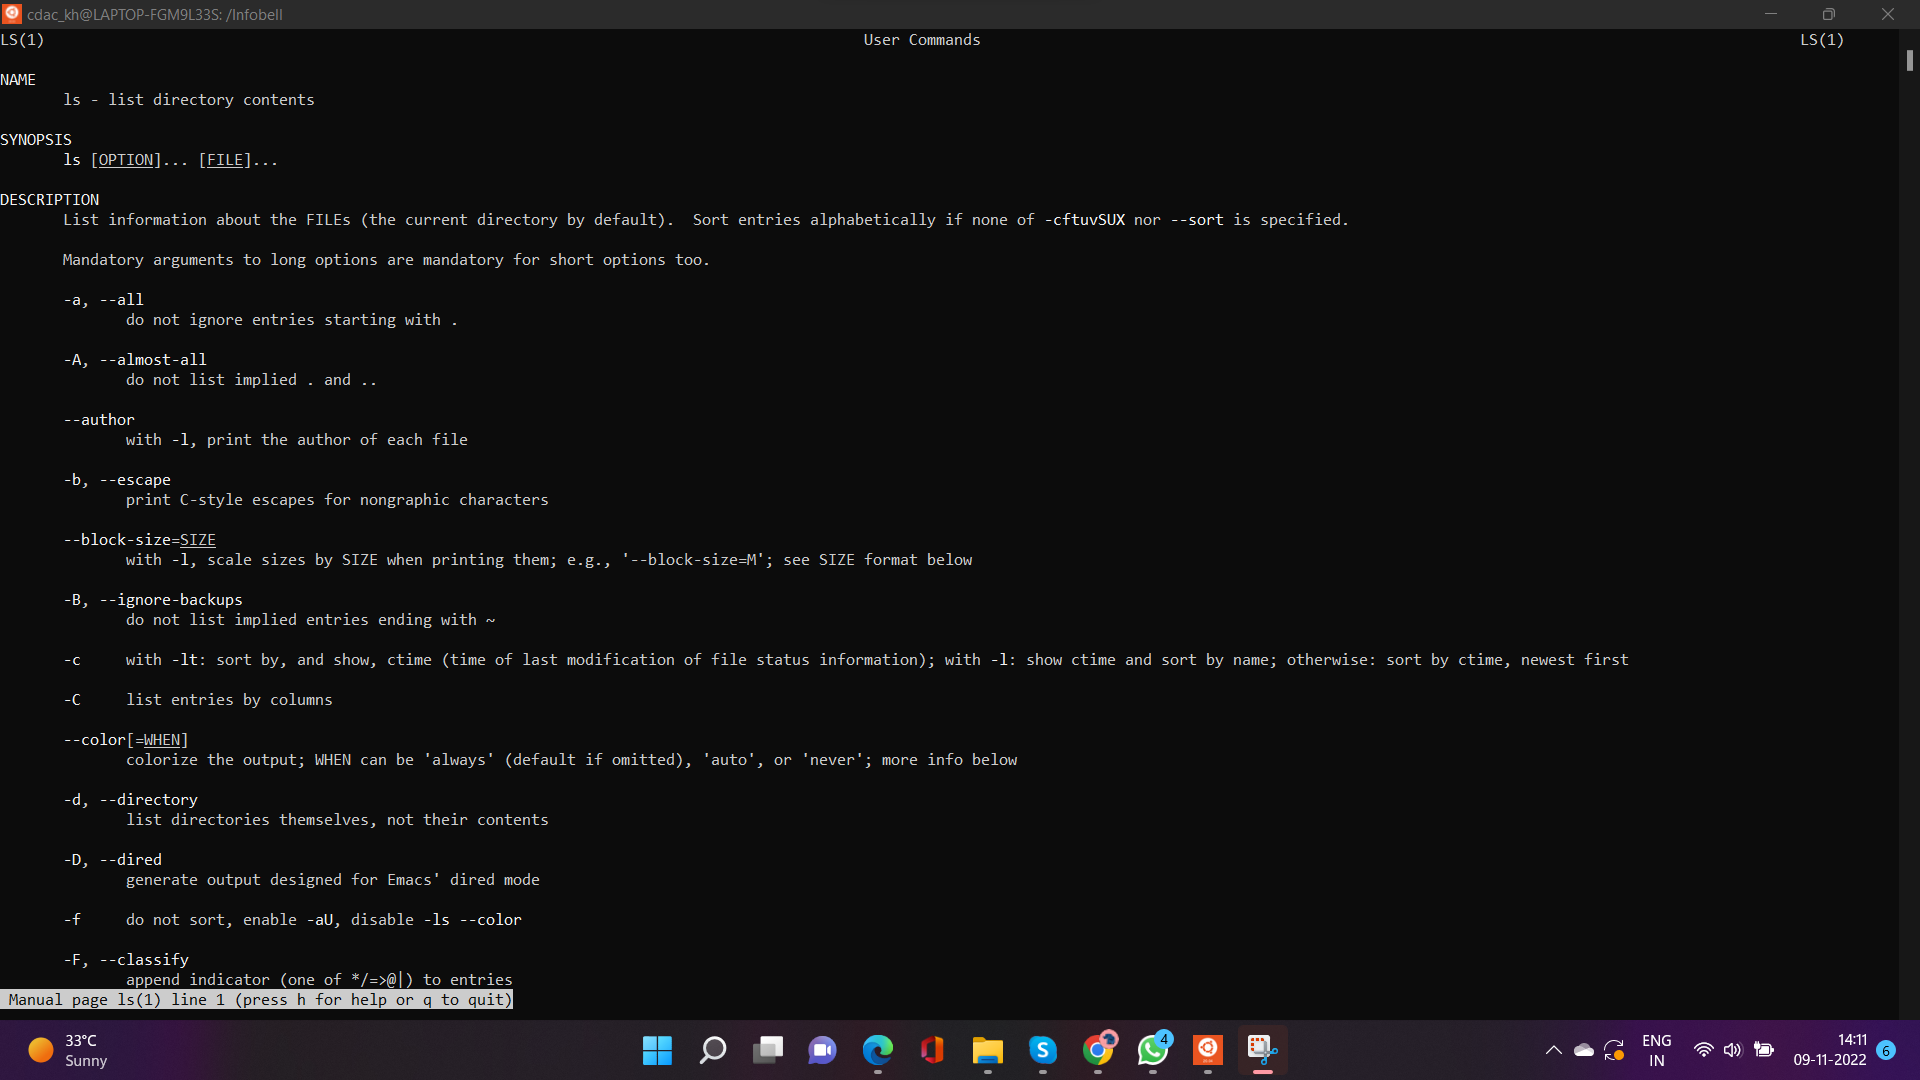 cdac_kh@LAPTOP-FGM9L33S: /Infobell
LS(1) User Commands LS(1)
NAME
ls - list directory contents
SYNOPSIS
ls [OPTION]... [FILE]...
DESCRIPTION
List information about the FILEs (the current directory by default). Sort entries alphabetically if none of -cftuvSUX nor --sort is specified.
Mandatory arguments to long options are mandatory for short options too.
-a, --all
do not ignore entries starting with .
-A, --almost-all
do not list implied . and ..
--author
with -l, print the author of each file
-b, --escape
print C-style escapes for nongraphic characters
--block-size=SIZE
with -l, scale sizes by SIZE when printing them; e.g., '--block-size=M'; see SIZE format below
-B, --ignore-backups
do not list implied entries ending with ~
-c with -lt: sort by, and show, ctime (time of last modification of file status information); with -l: show ctime and sort by name; otherwise: sort by ctime, newest first
-C list entries by columns
--color[=WHEN]
colorize the output; WHEN can be 'always' (default if omitted), 'auto', or 'never'; more info below
-d, --directory
list directories themselves, not their contents
-D, --dired
generate output designed for Emacs' dired mode
-f do not sort, enable -aU, disable -ls --color
-F, --classify
append indicator (one of */=>@|) to entries
Manual page ls(1) line 1 (press h for help or q to quit)
33°C
Sunny
S
4
ENG
IN
14:11
09-11-2022
6